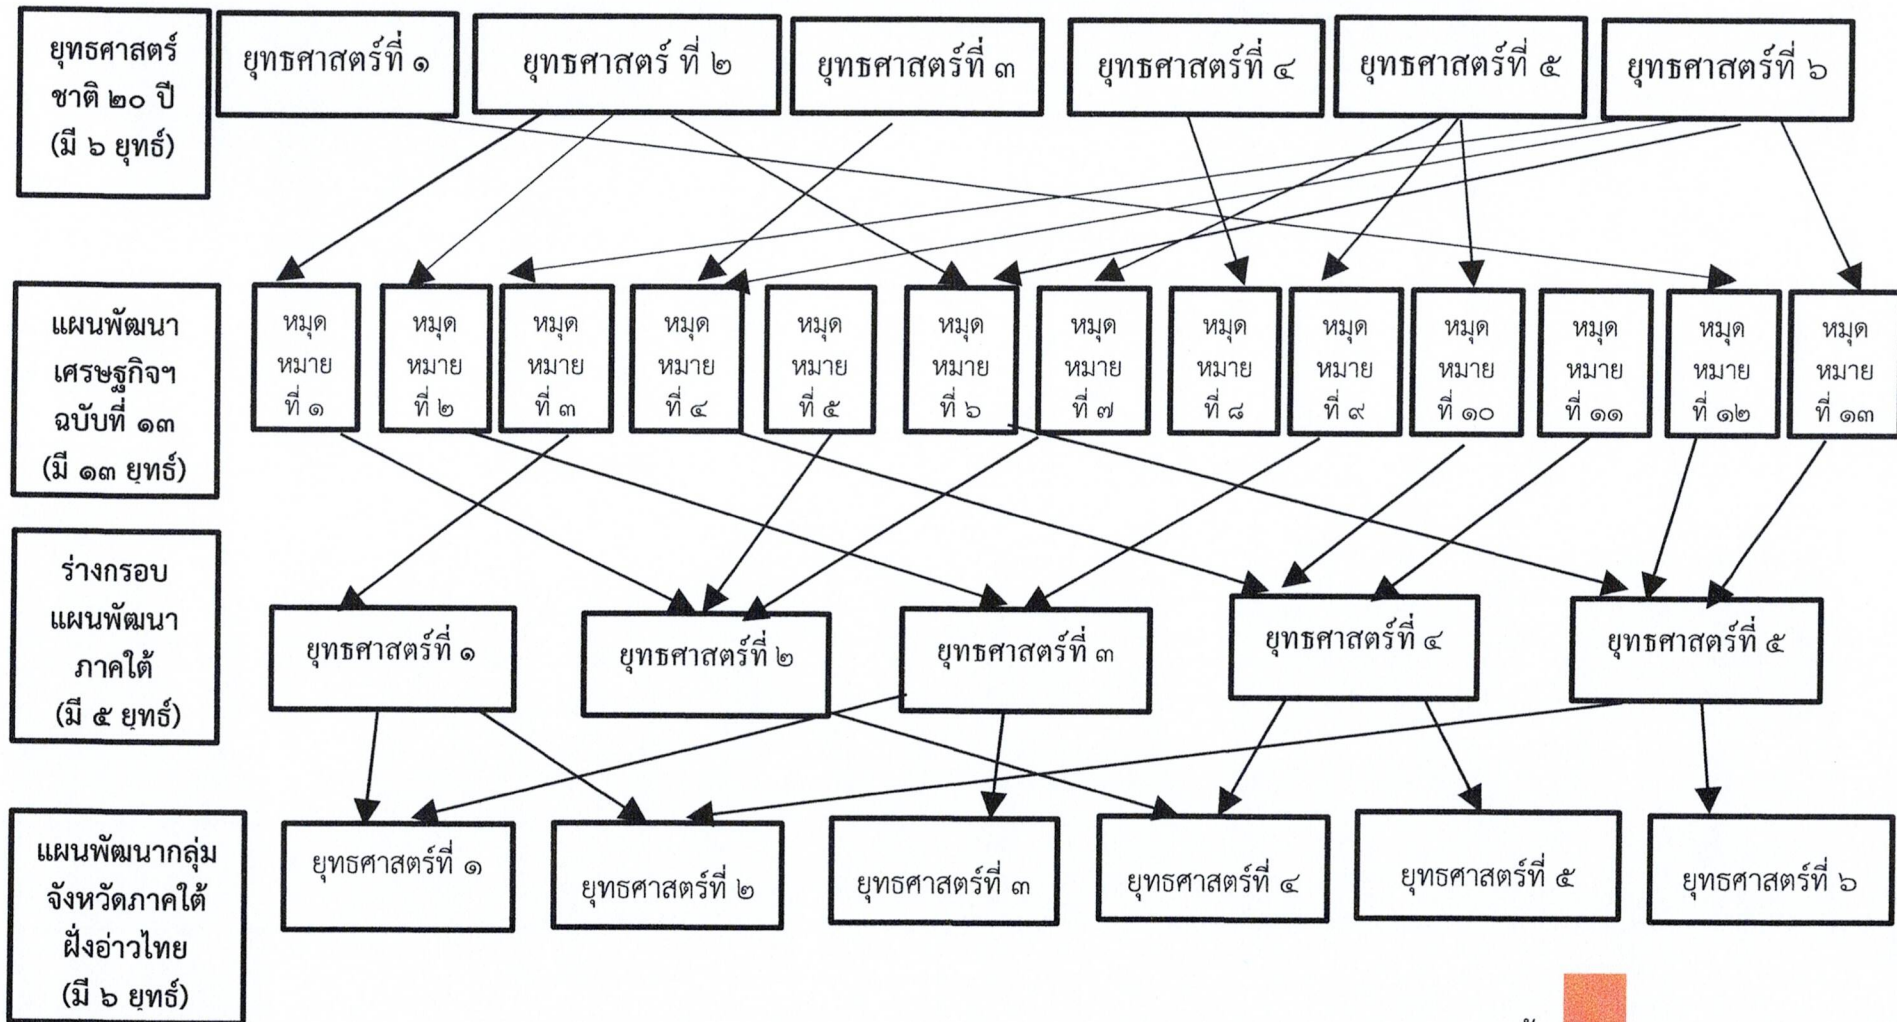 ยุทธศาสตร์
ชาติ ๒๐ ปี
(มี ๖ ยุทธ์)
ยุทธศาสตร์ที่ ๑
ยุทธศาสตร์ ที่ ๒
ยุทธศาสตร์ที่ ๓
ยุทธศาสตร์ที่ ๔
ยุทธศาสตร์ที่ ๕
ยุทธศาสตร์ที่ ๖
แผนพัฒนา
เศรษฐกิจฯ
ฉบับที่ ๑๓
(มี ๑๓ ยุทธ์)
หมุด
หมาย
ที่ ๑
หมุด
หมาย
ที่ ๒
หมุด
หมาย
ที่ ๓
หมุด
หมาย
ที่ ๔
หมุด
หมาย
ที่ ๕
หมุด
หมาย
ที่ ๖
หมุด
หมาย
ที่ ๗
หมุด
หมาย
ที่ ๘
หมุด
หมาย
ที่ ๙
หมุด
หมาย
ที่ ๑๐
หมุด
หมาย
ที่ ๑๑
หมุด
หมาย
ที่ ๑๒
หมุด
หมาย
ที่ ๑๓
ร่างกรอบ
แผนพัฒนา
ภาคใต้
(มี ๕ ยุทธ์)
ยุทธศาสตร์ที่ ๑
ยุทธศาสตร์ที่ ๒
ยุทธศาสตร์ที่ ๓
ยุทธศาสตร์ที่ ๔
ยุทธศาสตร์ที่ ๕
แผนพัฒนากลุ่ม
จังหวัดภาคใต้
ฝั่งอ่าวไทย
(มี ๖ ยุทธ์)
ยุทธศาสตร์ที่ ๑
ยุทธศาสตร์ที่ ๒
ยุทธศาสตร์ที่ ๓
ยุทธศาสตร์ที่ ๔
ยุทธศาสตร์ที่ ๕
ยุทธศาสตร์ที่ ๖